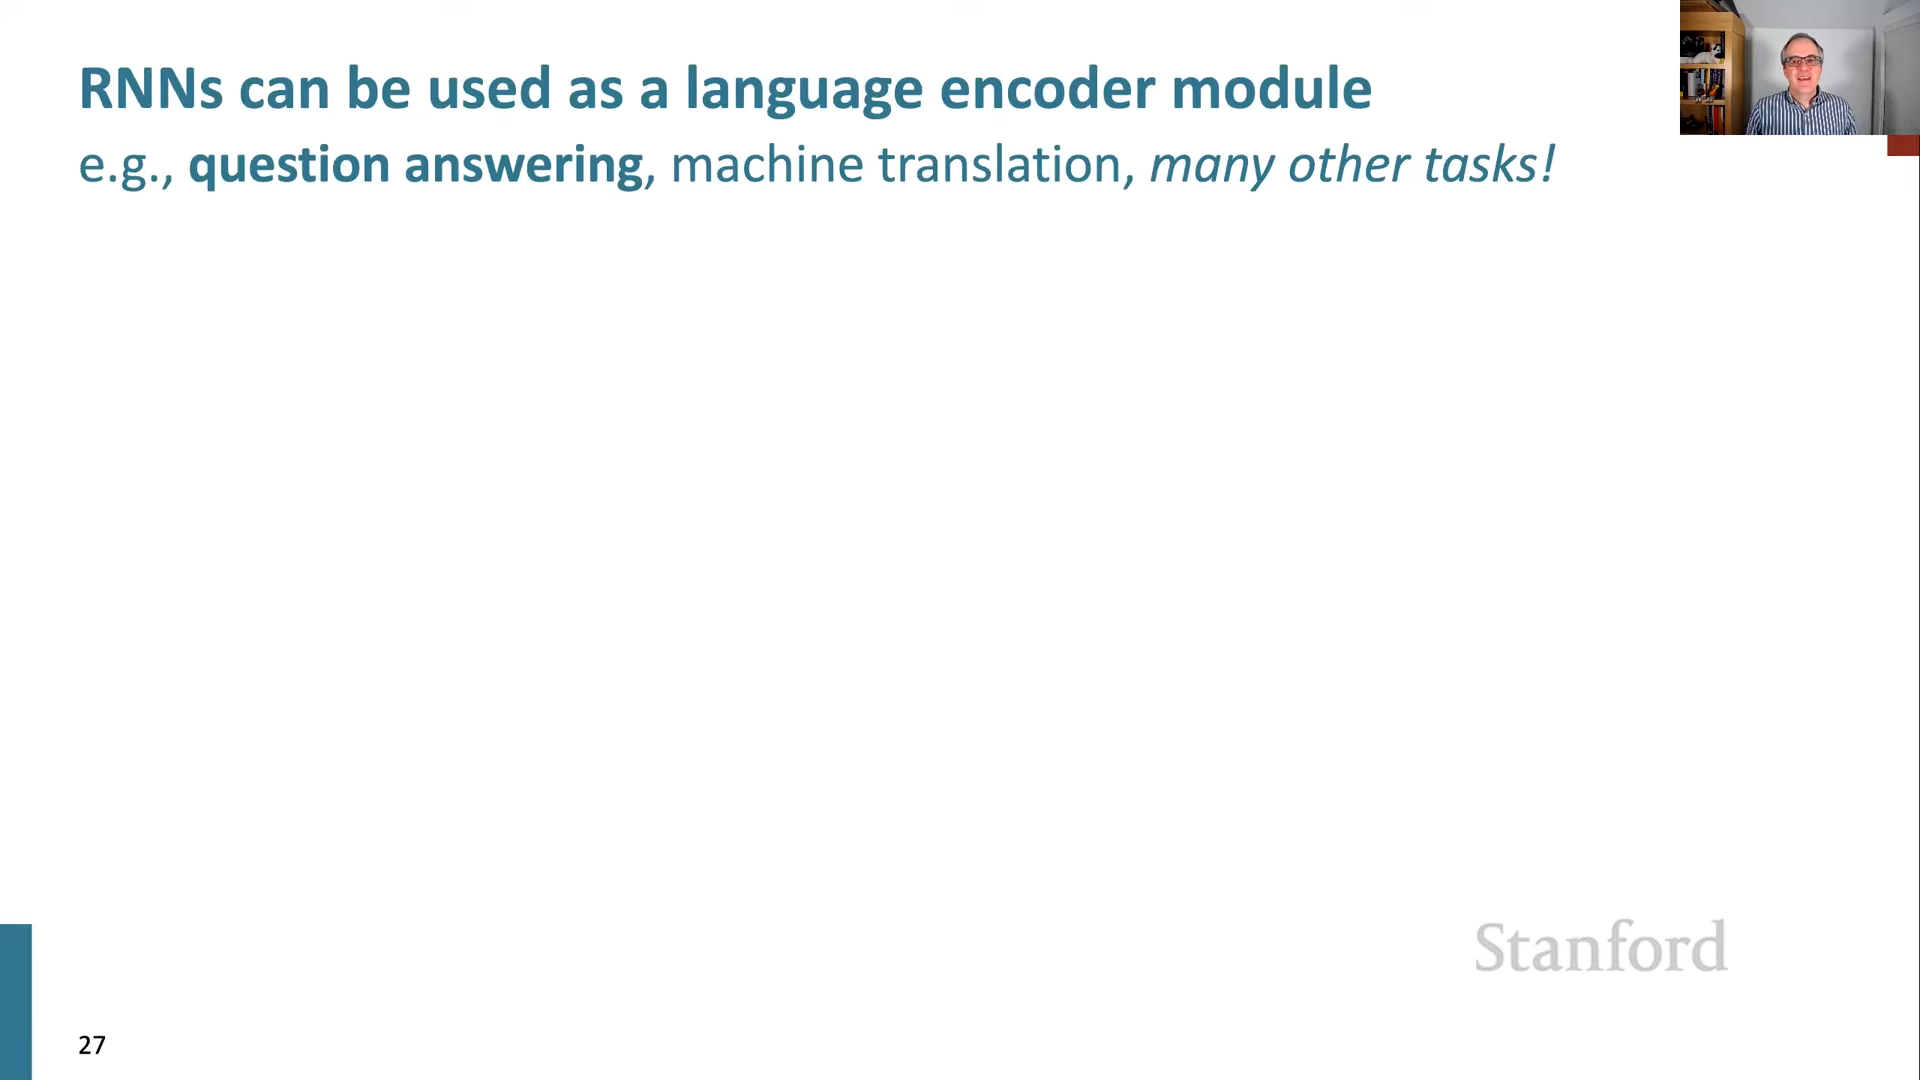 RNNs can be used as a language encoder module
e.g., question answering, machine translation, many other tasks!
Stanford
27